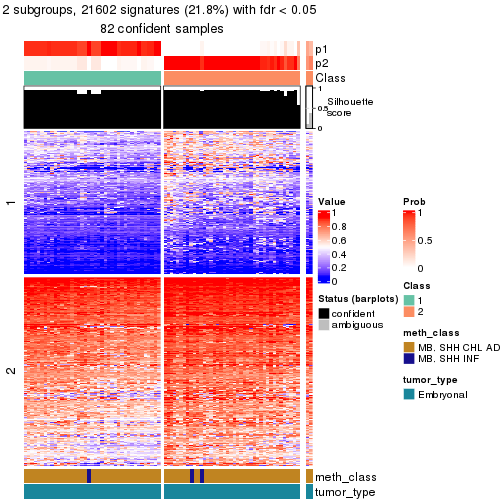 2 subgroups, 21602 signatures (21.8%) with fdr < 0.05
82 confident samples
p1
p2
Class
1
0.5
0
Silhouette
score
1
2
Value
1
0.8
0.6
0.4
0.2
0
Prob
1
0.5
0
Status (barplots)
confident
ambiguous
Class
1
2
meth_class
MB. SHH CHL AD
MB. SHH INF
tumor_type
Embryonal
meth_class
tumor_type